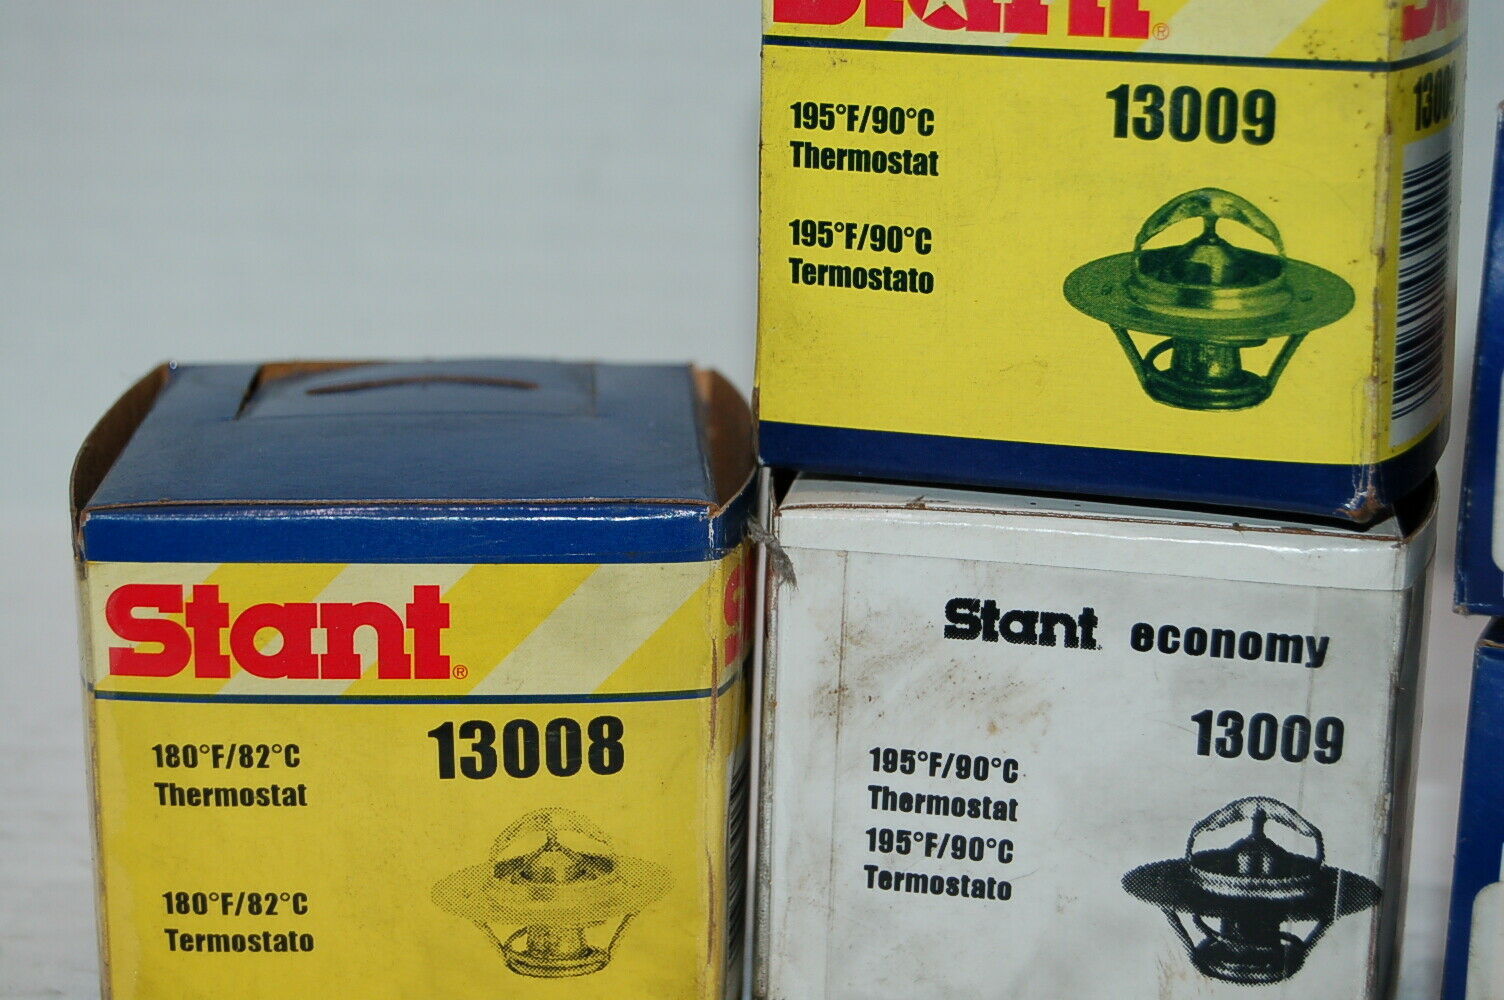 Stant®
13009
195°F/90°C
Thermostat
195°F/90°C
Termostato
Stant®
13008
180°F/82°C
Thermostat
180°F/82°C
Termostato
Stant economy
13009
195°F/90°C
Thermostat
195°F/90°C
Termostato